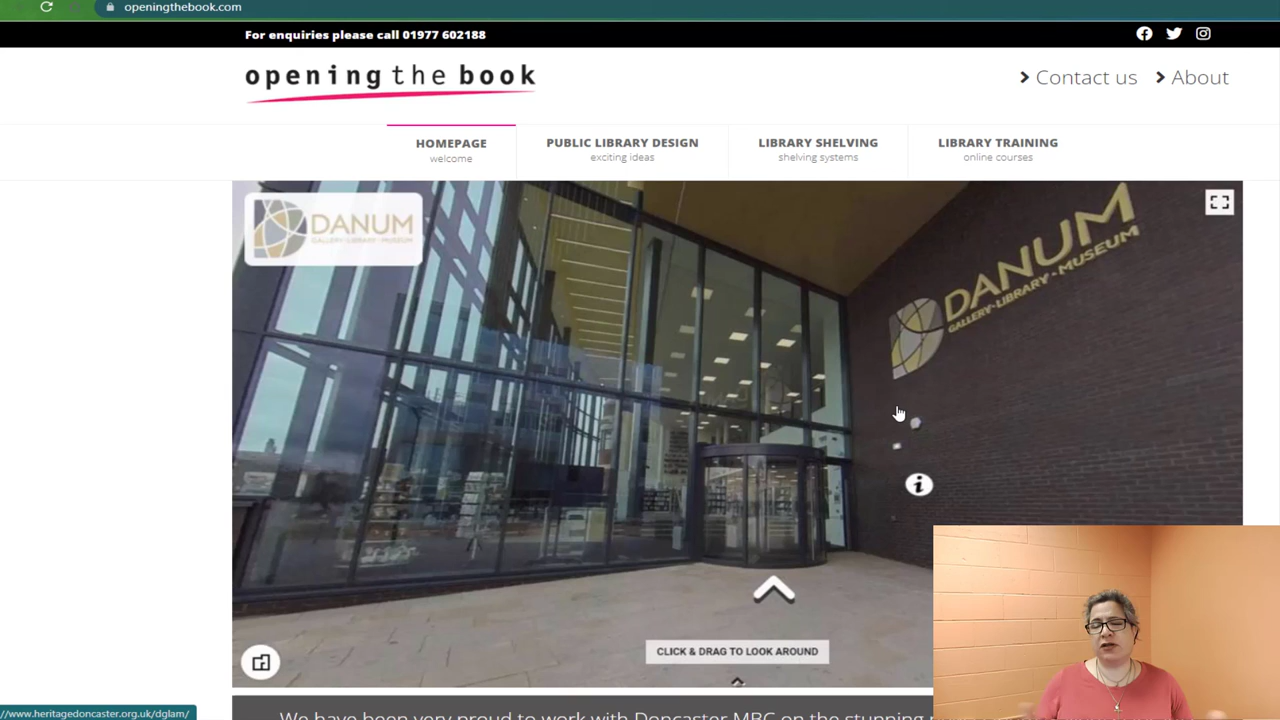 openingthebook.com
For enquiries please call 01977 602188
opening the book
Contact us
About
HOMEPAGE
welcome
PUBLIC LIBRARY DESIGN
exciting ideas
LIBRARY SHELVING
shelving systems
LIBRARY TRAINING
online courses
DANUM
GALLERY·LIBRARY·MUSEUM
DANUM
GALLERY·LIBRARY·MUSEUM
i
CLICK & DRAG TO LOOK AROUND
//www.heritagedoncaster.org.uk/dglam/
We have been very proud to work with Doncaster MBC on the stunning